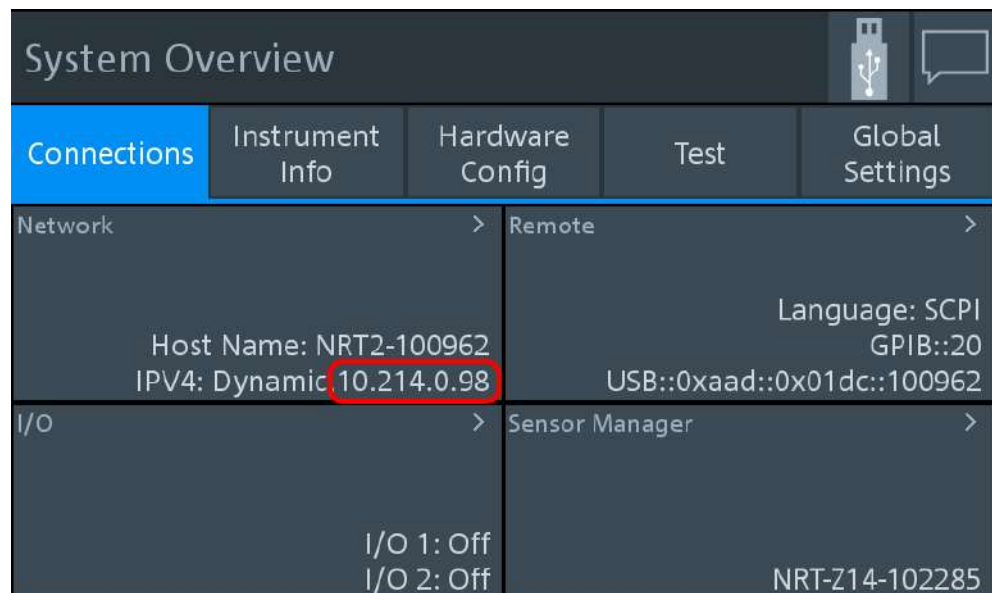 System Overview
Connections
Instrument
Info
Hardware
Config
Test
Global
Settings
Network >
Host Name: NRT2-100962
IPV4: Dynamic 10.214.0.98
Remote >
Language: SCPI
GPIB::20
USB::0xaad::0x01dc::100962
I/O >
I/O 1: Off
I/O 2: Off
Sensor Manager >
NRT-Z14-102285